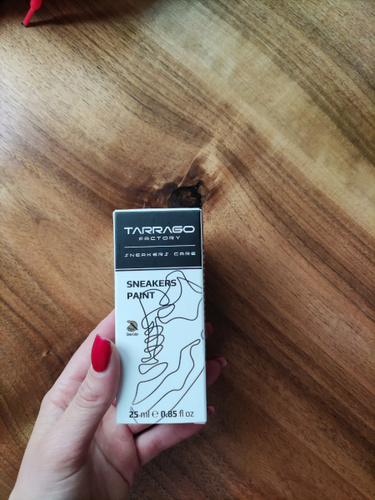 TARRAGO
FACTORY
SNEAKERS CARE
SNEAKERS
PAINT
25 ml ℮ 0.85 fl oz